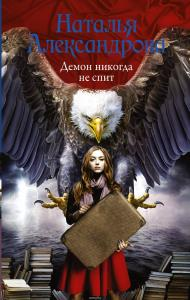 Наталья
Александрова
Демон никогда
не спит